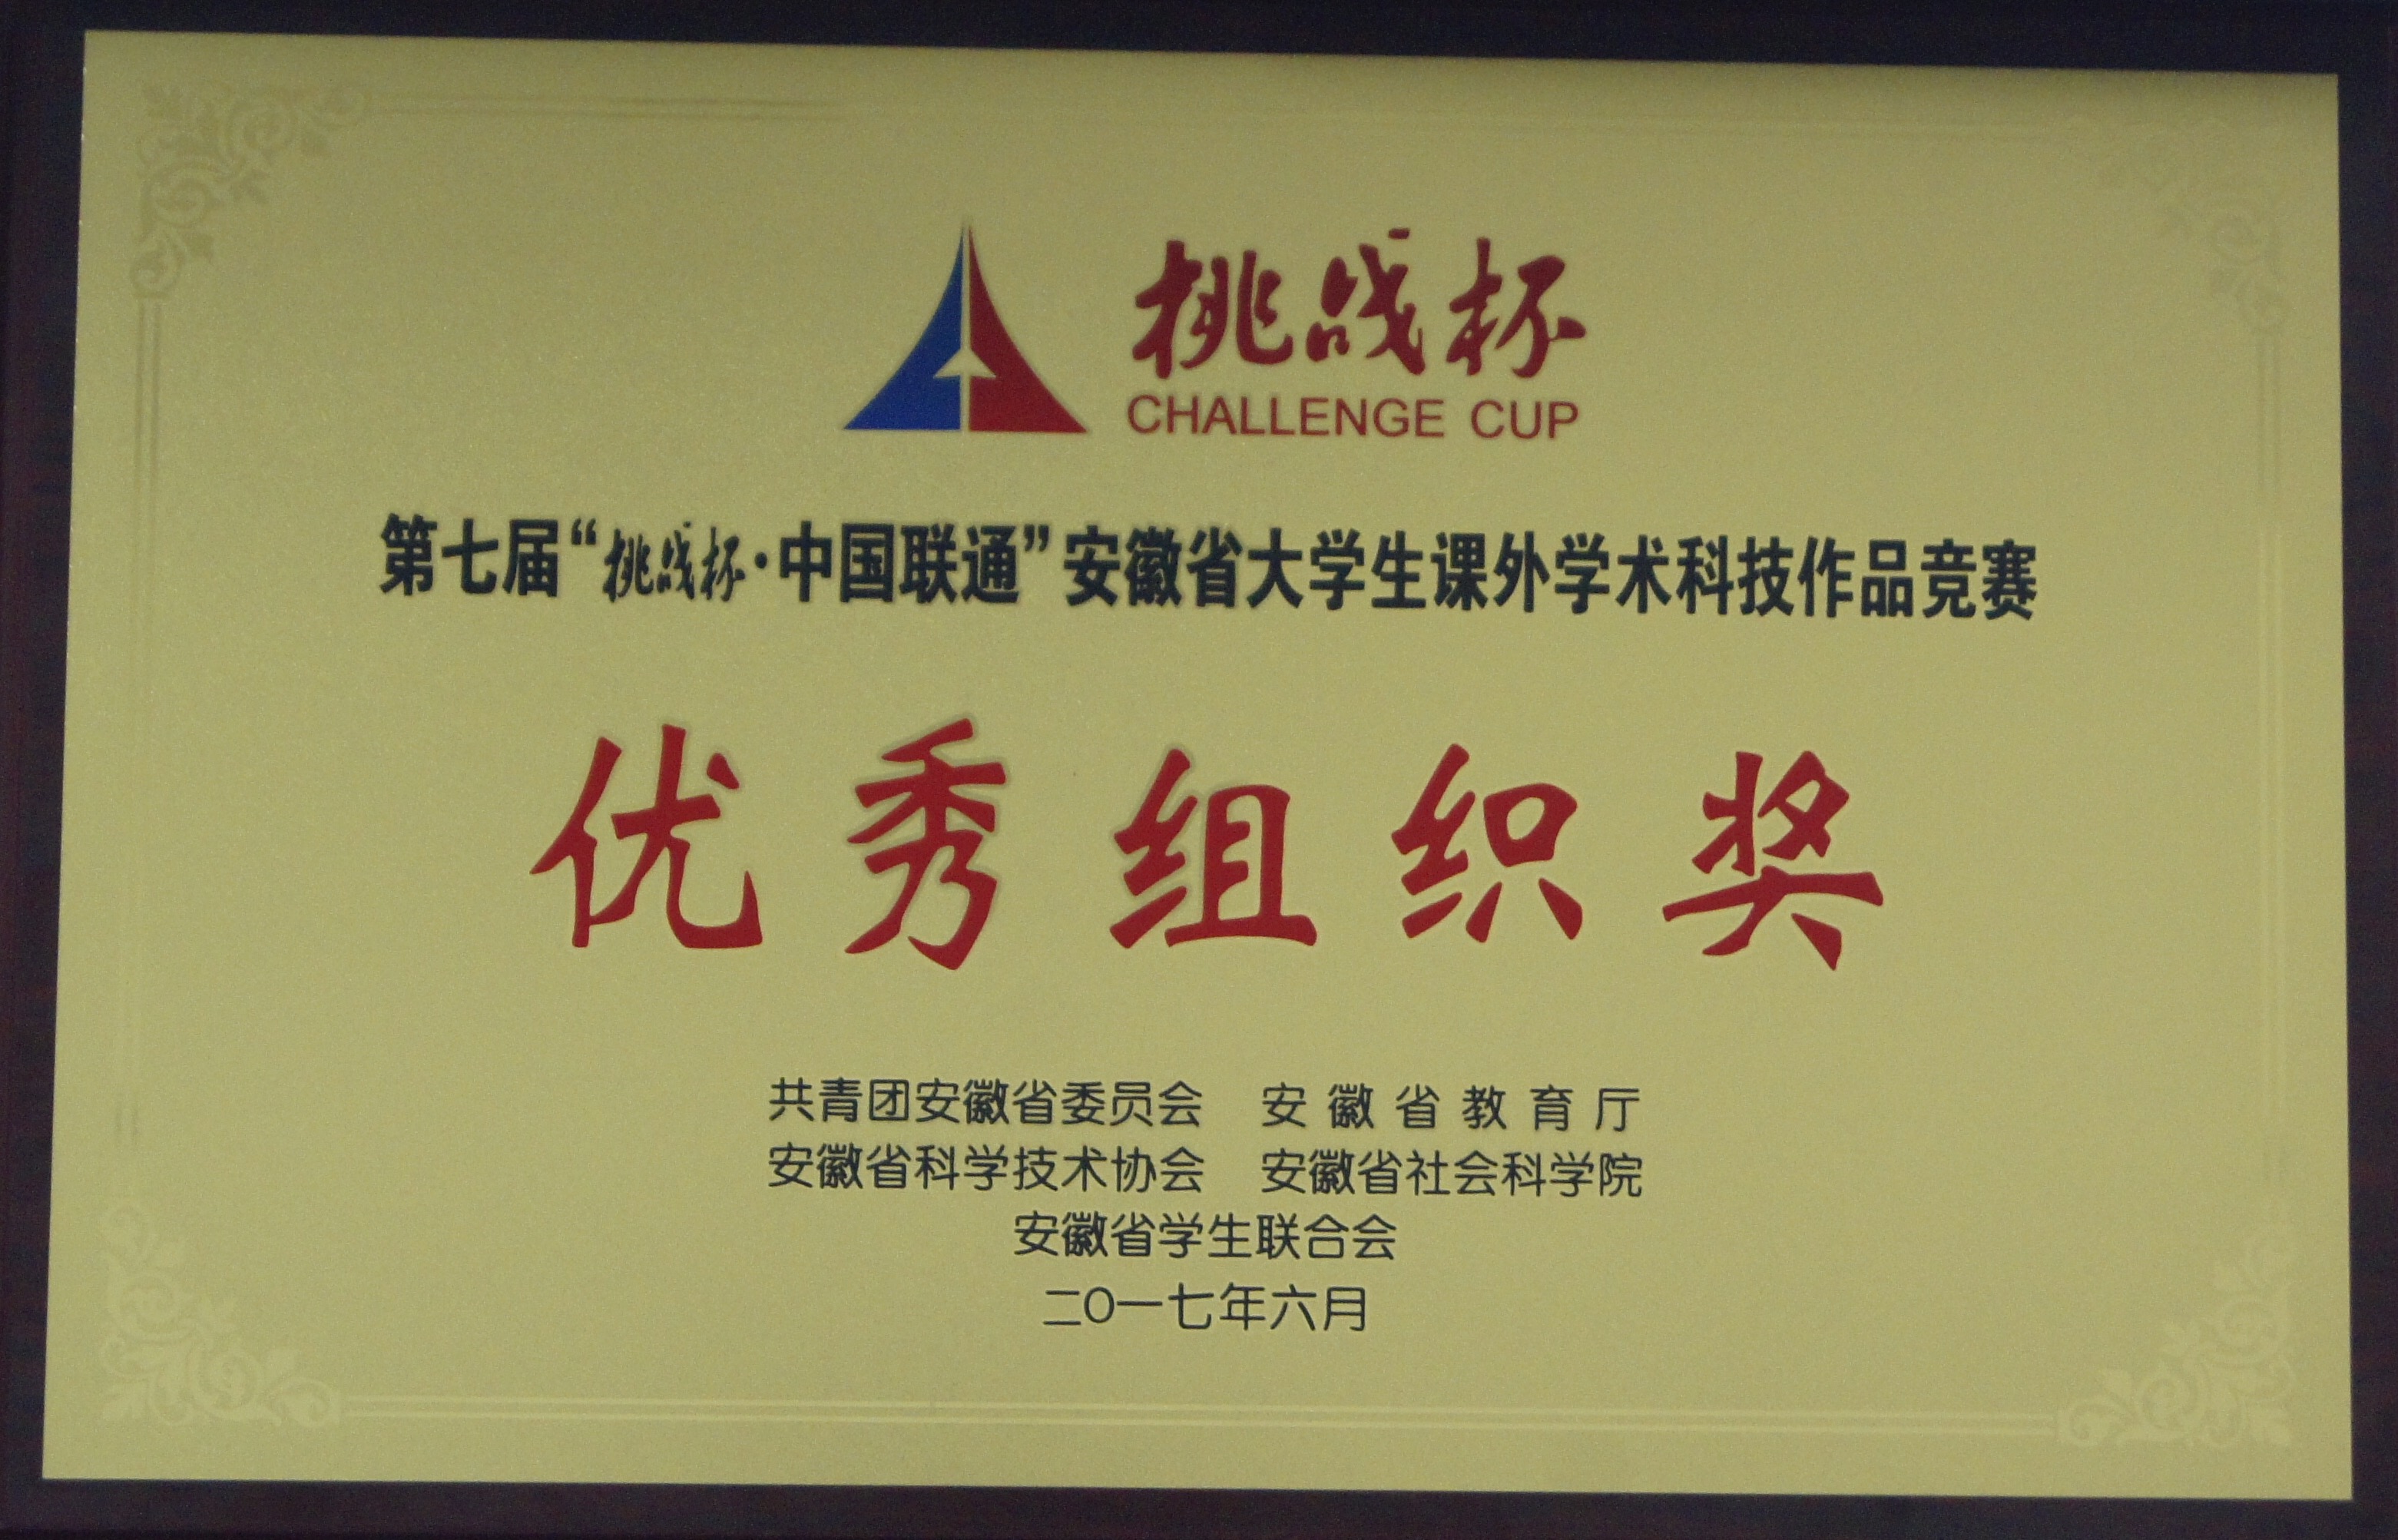 挑战杯
CHALLENGE CUP
第七届“挑战杯·中国联通”安徽省大学生课外学术科技作品竞赛
优秀组织奖
共青团安徽省委员会 安徽省教育厅
安徽省科学技术协会 安徽省社会科学院
安徽省学生联合会
二〇一七年六月